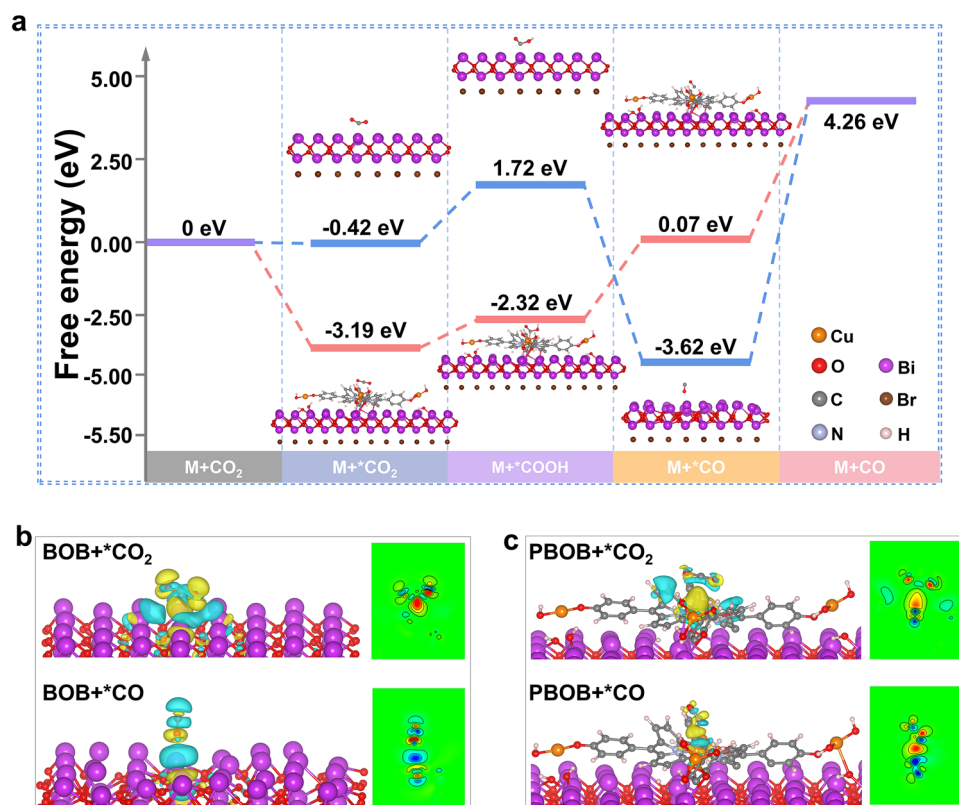 a
Free energy (eV)
5.00
2.50
0.00
-2.50
-5.00
-5.50
0 eV
-0.42 eV
1.72 eV
-3.19 eV
-2.32 eV
0.07 eV
-3.62 eV
4.26 eV
Cu
O
Bi
C
Br
N
H
M+CO₂
M+*CO₂
M+*COOH
M+*CO
M+CO
b
BOB+*CO₂
BOB+*CO
c
PBOB+*CO₂
PBOB+*CO